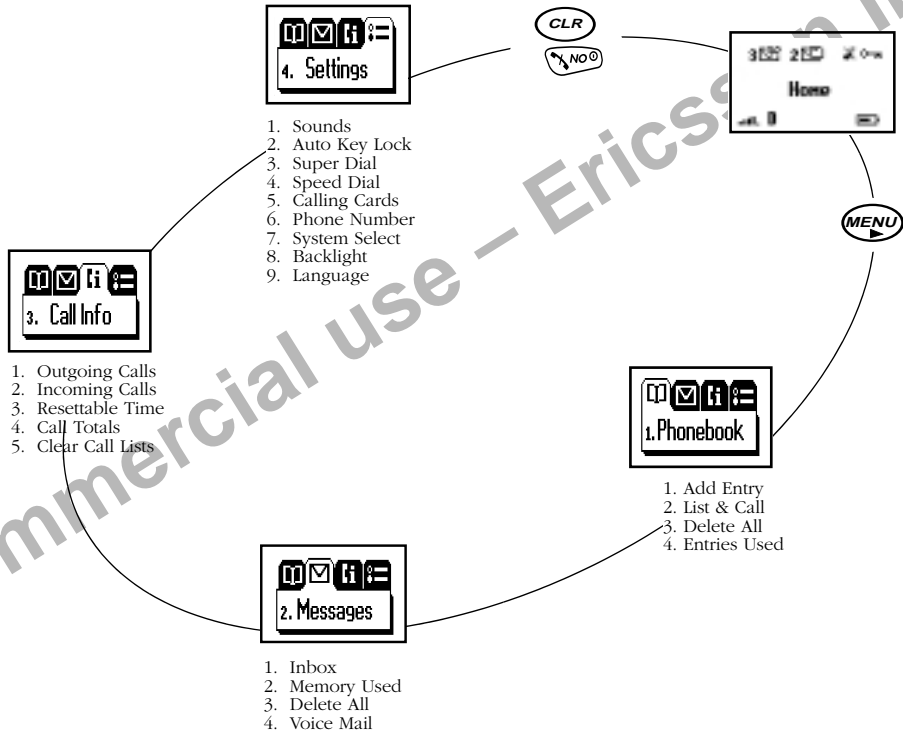 CLR
NO
4. Settings
1. Sounds
2. Auto Key Lock
3. Super Dial
4. Speed Dial
5. Calling Cards
6. Phone Number
7. System Select
8. Backlight
9. Language
3 2
Home
MENU
3. Call Info
1. Outgoing Calls
2. Incoming Calls
3. Resettable Time
4. Call Totals
5. Clear Call Lists
1. Phonebook
1. Add Entry
2. List & Call
3. Delete All
4. Entries Used
2. Messages
1. Inbox
2. Memory Used
3. Delete All
4. Voice Mail
mmercial use – Ericsson